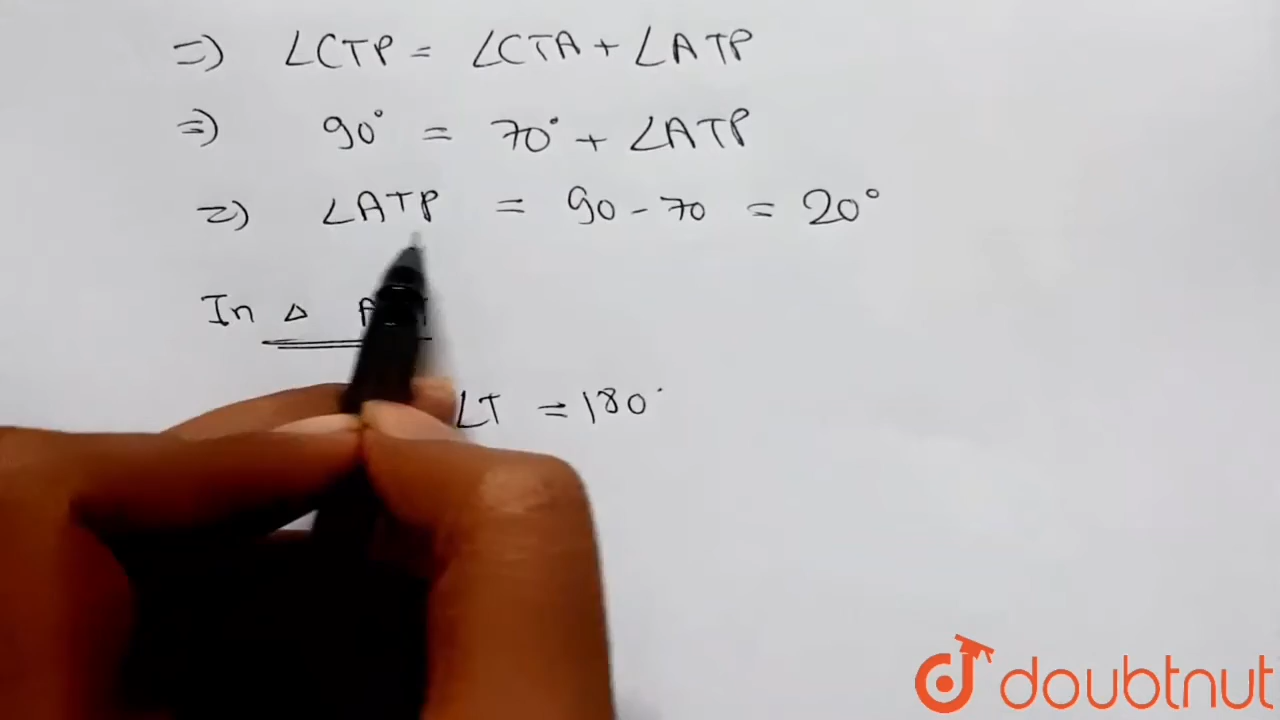 =) ∠CTP = ∠CTA + ∠ATP
=) 90° = 70° + ∠ATP
=) ∠ATP = 90 - 70 = 20°
In Δ
∠T = 180°
doubtnut